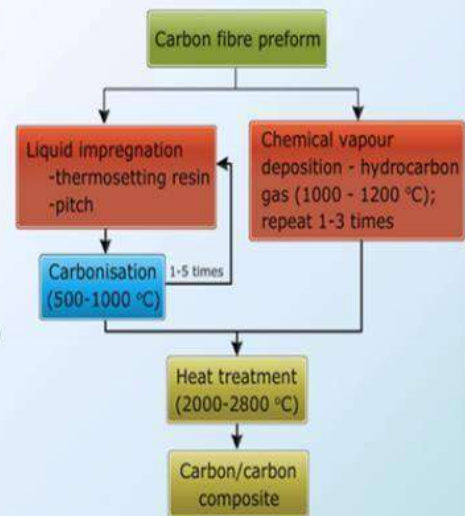 Carbon fibre preform
Liquid impregnation
-thermosetting resin
-pitch
Chemical vapour
deposition - hydrocarbon
gas (1000 - 1200 °C);
repeat 1-3 times
Carbonisation
(500-1000 °C)
1-5 times
Heat treatment
(2000-2800 °C)
Carbon/carbon
composite